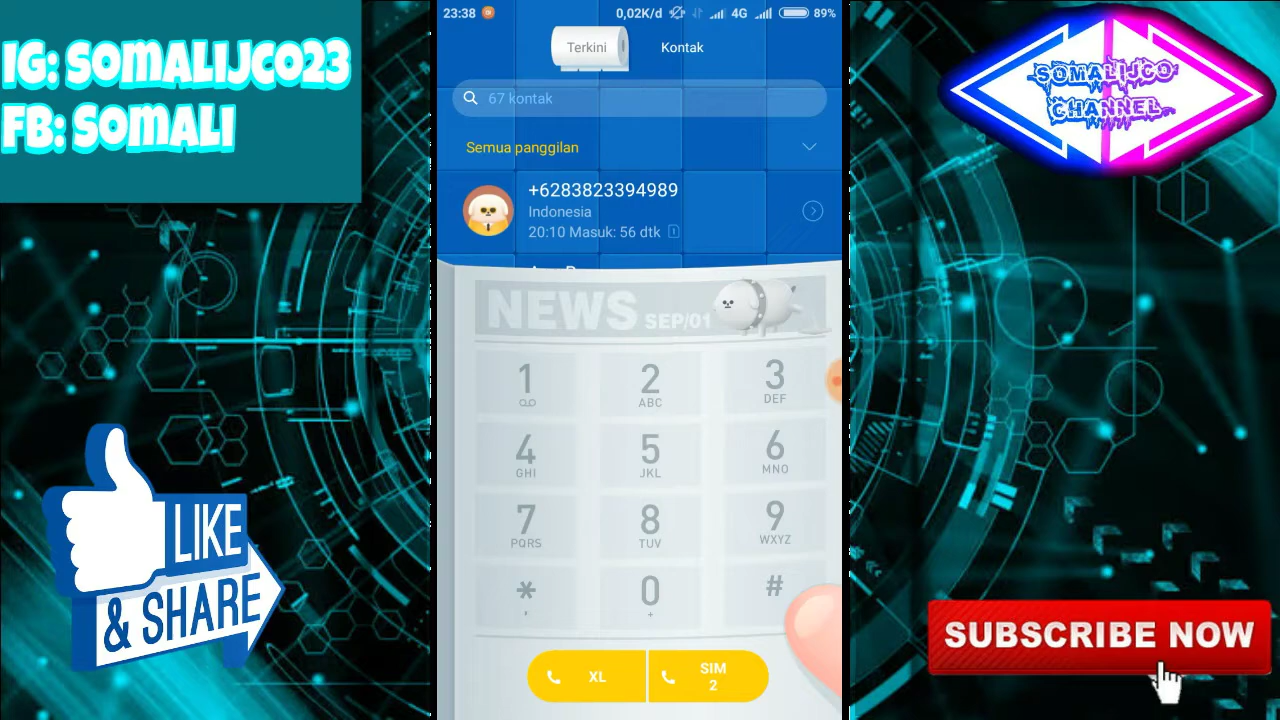 IG: SOMALIJCO23
FB: SOMALI
23:38
0,02K/d 4G 89%
Terkini Kontak
67 kontak
Semua panggilan
+6283823394989
Indonesia
20:10 Masuk: 56 dtk 1
NEWS SEP/01
1 2 ABC 3 DEF
4 GHI 5 JKL 6 MNO
7 PQRS 8 TUV 9 WXYZ
* , 0 + #
XL SIM 2
LIKE
& SHARE
SOMALIJCO
CHANNEL
SUBSCRIBE NOW